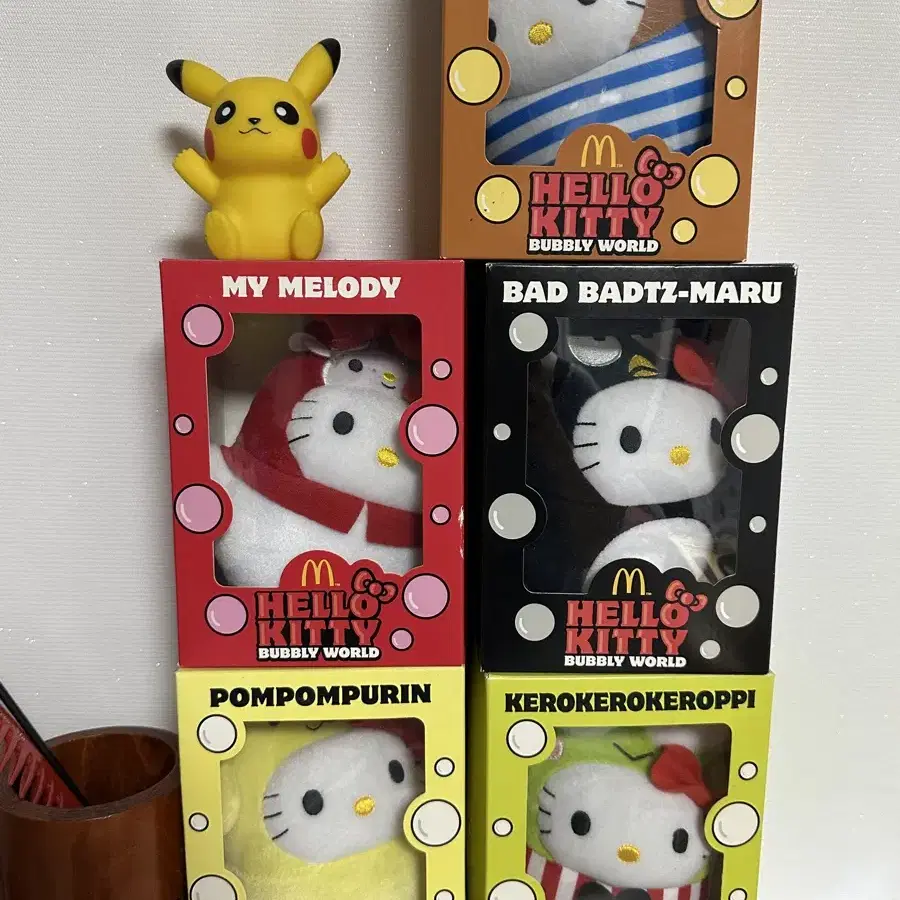 HELLO
KITTY
BUBBLY WORLD
MY MELODY
HELLO
KITTY
BUBBLY WORLD
BAD BADTZ-MARU
HELLO
KITTY
BUBBLY WORLD
POMPOMPURIN
KEROKEROKEROPPI